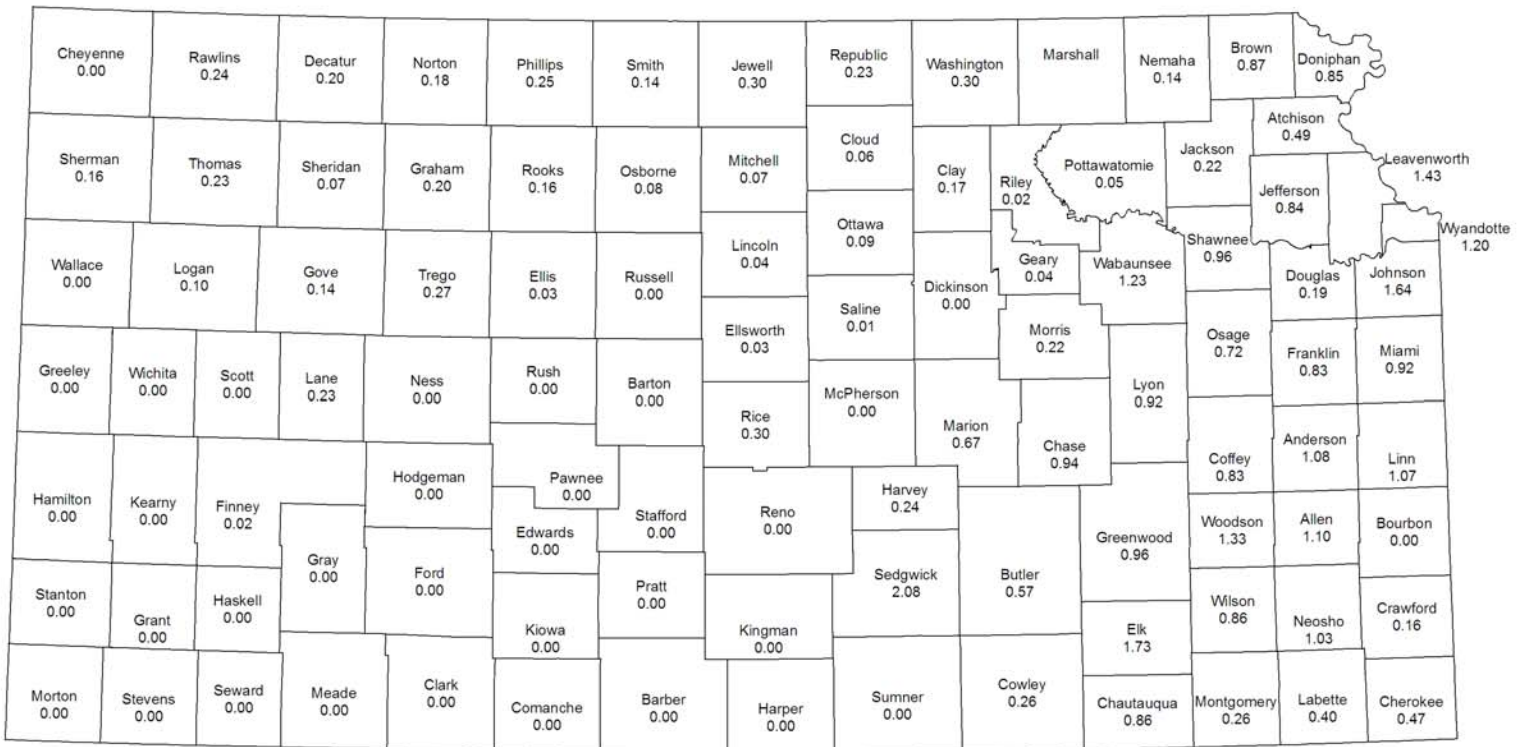 Cheyenne
0.00
Rawlins
0.24
Decatur
0.20
Norton
0.18
Phillips
0.25
Smith
0.14
Jewell
0.30
Republic
0.23
Washington
0.30
Marshall
Nemaha
0.14
Brown
0.87
Doniphan
0.85
Sherman
0.16
Thomas
0.23
Sheridan
0.07
Graham
0.20
Rooks
0.16
Osborne
0.08
Mitchell
0.07
Cloud
0.06
Clay
0.17
Riley
0.02
Pottawatomie
0.05
Jackson
0.22
Atchison
0.49
Jefferson
0.84
Leavenworth
1.43
Wyandotte
1.20
Wallace
0.00
Logan
0.10
Gove
0.14
Trego
0.27
Ellis
0.03
Russell
0.00
Lincoln
0.04
Ottawa
0.09
Dickinson
0.00
Geary
0.04
Wabaunsee
1.23
Shawnee
0.96
Douglas
0.19
Johnson
1.64
Ellsworth
0.03
Saline
0.01
Morris
0.22
Osage
0.72
Franklin
0.83
Miami
0.92
Greeley
0.00
Wichita
0.00
Scott
0.00
Lane
0.23
Ness
0.00
Rush
0.00
Barton
0.00
Rice
0.30
McPherson
0.00
Marion
0.67
Chase
0.94
Lyon
0.92
Coffey
0.83
Anderson
1.08
Linn
1.07
Hamilton
0.00
Kearny
0.00
Finney
0.02
Hodgeman
0.00
Pawnee
0.00
Stafford
0.00
Edwards
0.00
Reno
0.00
Harvey
0.24
Gray
0.00
Ford
0.00
Pratt
0.00
Sedgwick
2.08
Butler
0.57
Greenwood
0.96
Woodson
1.33
Allen
1.10
Bourbon
0.00
Stanton
0.00
Grant
0.00
Haskell
0.00
Kiowa
0.00
Kingman
0.00
Elk
1.73
Wilson
0.86
Neosho
1.03
Crawford
0.16
Morton
0.00
Stevens
0.00
Seward
0.00
Meade
0.00
Clark
0.00
Comanche
0.00
Barber
0.00
Harper
0.00
Sumner
0.00
Cowley
0.26
Chautauqua
0.86
Montgomery
0.26
Labette
0.40
Cherokee
0.47